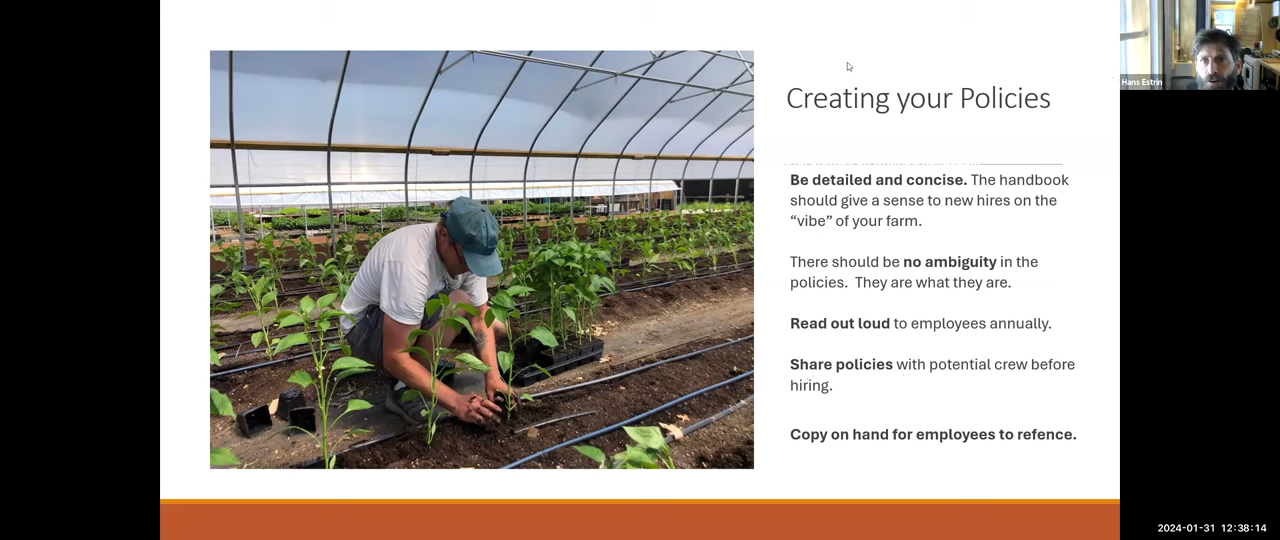 Hans Estrin
Creating your Policies
Be detailed and concise. The handbook
should give a sense to new hires on the
“vibe” of your farm.
There should be no ambiguity in the
policies.  They are what they are.
Read out loud to employees annually.
Share policies with potential crew before
hiring.
Copy on hand for employees to refence.
2024-01-31 12:38:14